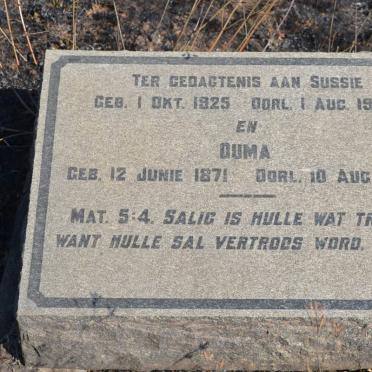 TER GEDAGTENIS AAN SUSSIE
GEB. 1 OKT. 1925 OORL. 1 AUG. 19
EN
OUMA
GEB. 12 JUNIE 1871 OORL. 10 AUG
MAT. 5:4. SALIG IS HULLE WAT TR
WANT HULLE SAL VERTROOS WORD.